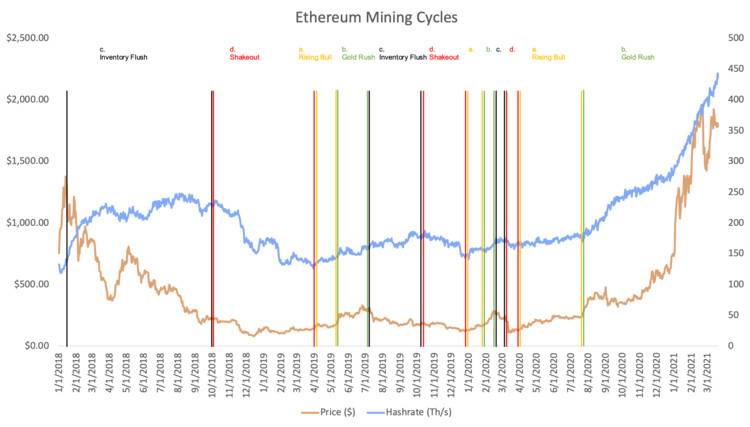 Ethereum Mining Cycles
$2,500.00
$2,000.00
$1,500.00
$1,000.00
$500.00
$0.00
500
450
400
350
300
250
200
150
100
50
0
c.
Inventory Flush
d.
Shakeout
a.
Rising Bull
b.
Gold Rush
c.
Inventory Flush
d.
Shakeout
a.
b.
c.
d.
a.
Rising Bull
b.
Gold Rush
1/1/2018
2/1/2018
3/1/2018
4/1/2018
5/1/2018
6/1/2018
7/1/2018
8/1/2018
9/1/2018
10/1/2018
11/1/2018
12/1/2018
1/1/2019
2/1/2019
3/1/2019
4/1/2019
5/1/2019
6/1/2019
7/1/2019
8/1/2019
9/1/2019
10/1/2019
11/1/2019
12/1/2019
1/1/2020
2/1/2020
3/1/2020
4/1/2020
5/1/2020
6/1/2020
7/1/2020
8/1/2020
9/1/2020
10/1/2020
11/1/2020
12/1/2020
1/1/2021
2/1/2021
3/1/2021
Price ($)
Hashrate (Th/s)